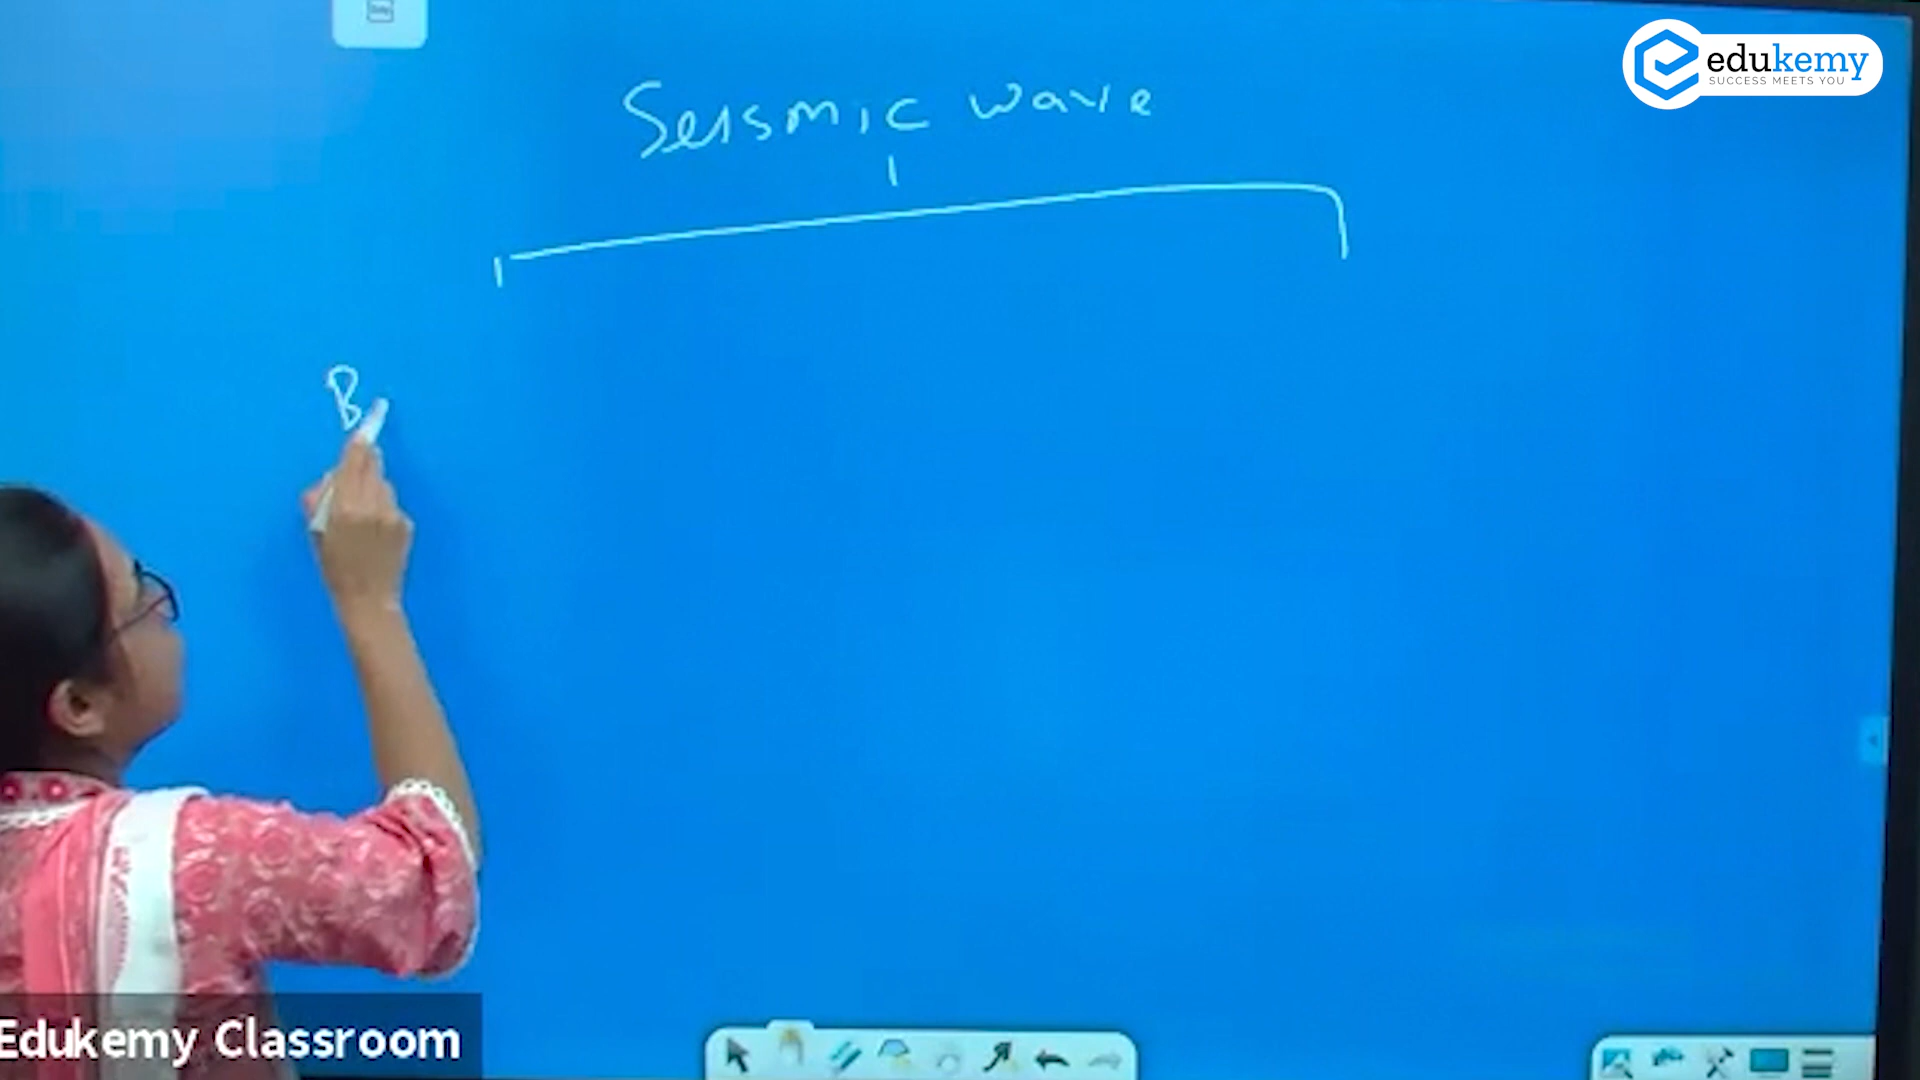 edukemy
SUCCESS MEETS YOU
Seismic wave
B
Edukemy Classroom